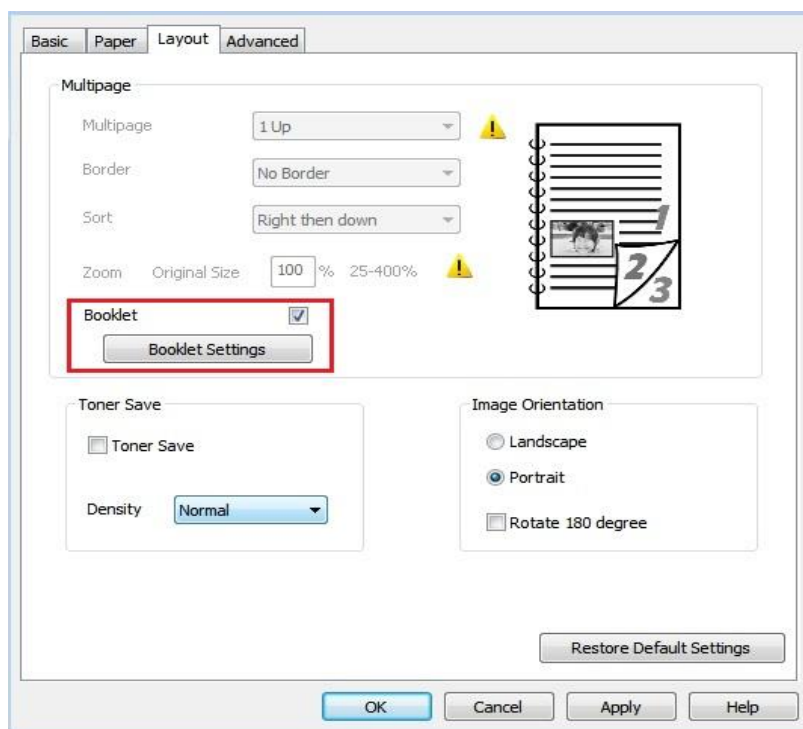 Basic Paper Layout Advanced
Multipage
Multipage 1 Up
Border No Border
Sort Right then down
Zoom Original Size 100 % 25-400%
Booklet
Booklet Settings
1
2
3
Toner Save
Toner Save
Density Normal
Image Orientation
Landscape
Portrait
Rotate 180 degree
Restore Default Settings
OK Cancel Apply Help